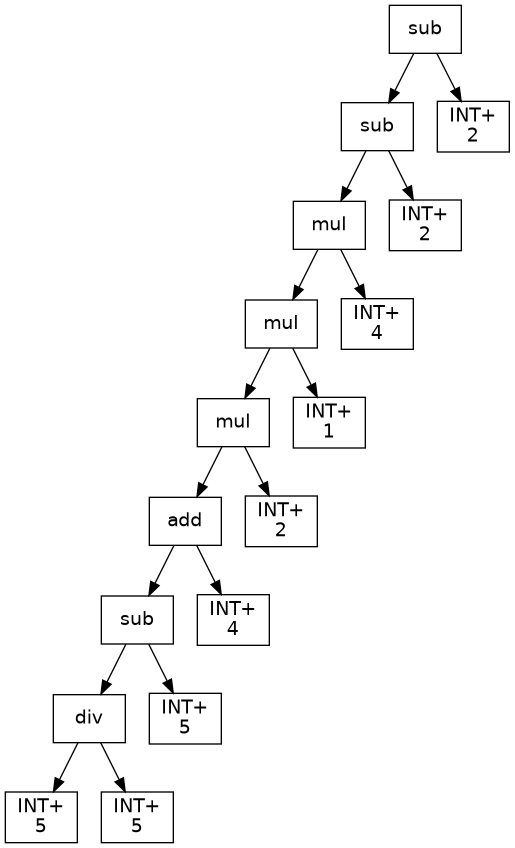 sub
sub
INT+
2
mul
INT+
2
mul
INT+
4
mul
INT+
1
add
INT+
2
sub
INT+
4
div
INT+
5
INT+
5
INT+
5